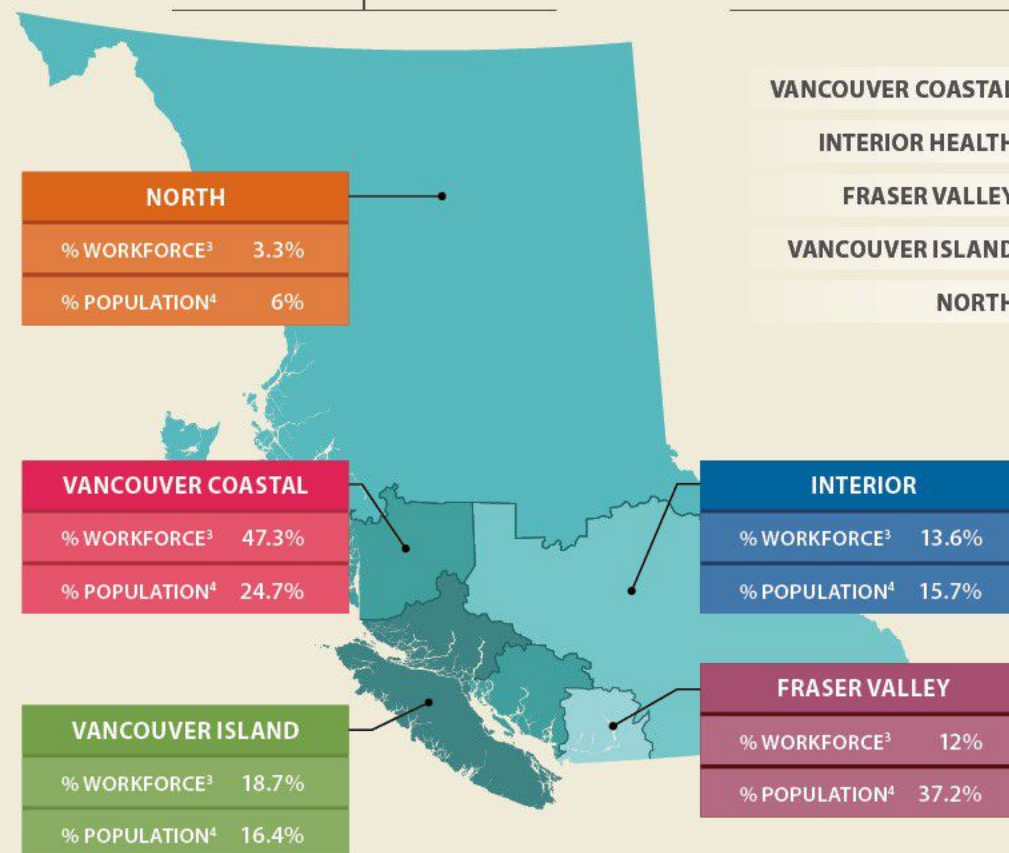 VANCOUVER COASTAL
INTERIOR HEALTH
FRASER VALLEY
VANCOUVER ISLAND
NORTH
NORTH
% WORKFORCE³ 3.3%
% POPULATION⁴ 6%
VANCOUVER COASTAL
% WORKFORCE³ 47.3%
% POPULATION⁴ 24.7%
INTERIOR
% WORKFORCE³ 13.6%
% POPULATION⁴ 15.7%
VANCOUVER ISLAND
% WORKFORCE³ 18.7%
% POPULATION⁴ 16.4%
FRASER VALLEY
% WORKFORCE³ 12%
% POPULATION⁴ 37.2%